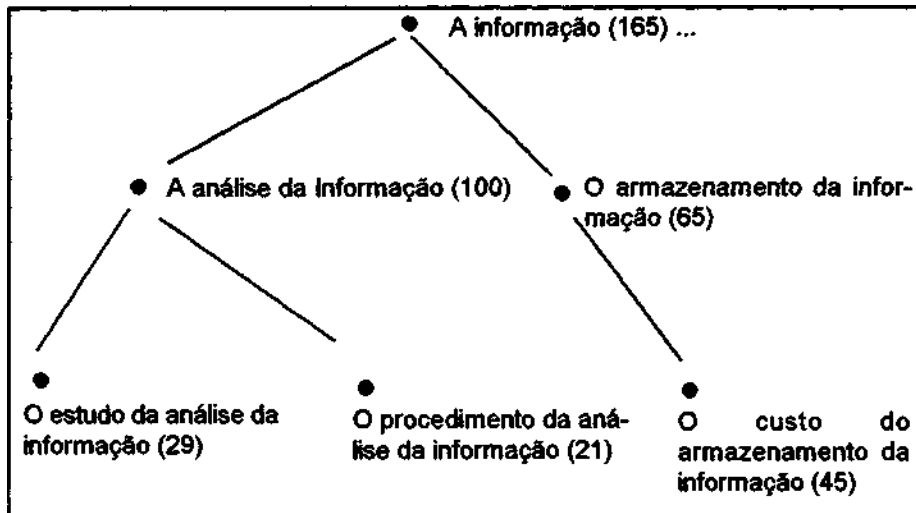 A informação (165) ...
A análise da Informação (100)
O armazenamento da infor-
mação (65)
O estudo da análise da
informação (29)
O procedimento da aná-
lise da informação (21)
O custo do
armazenamento da
informação (45)